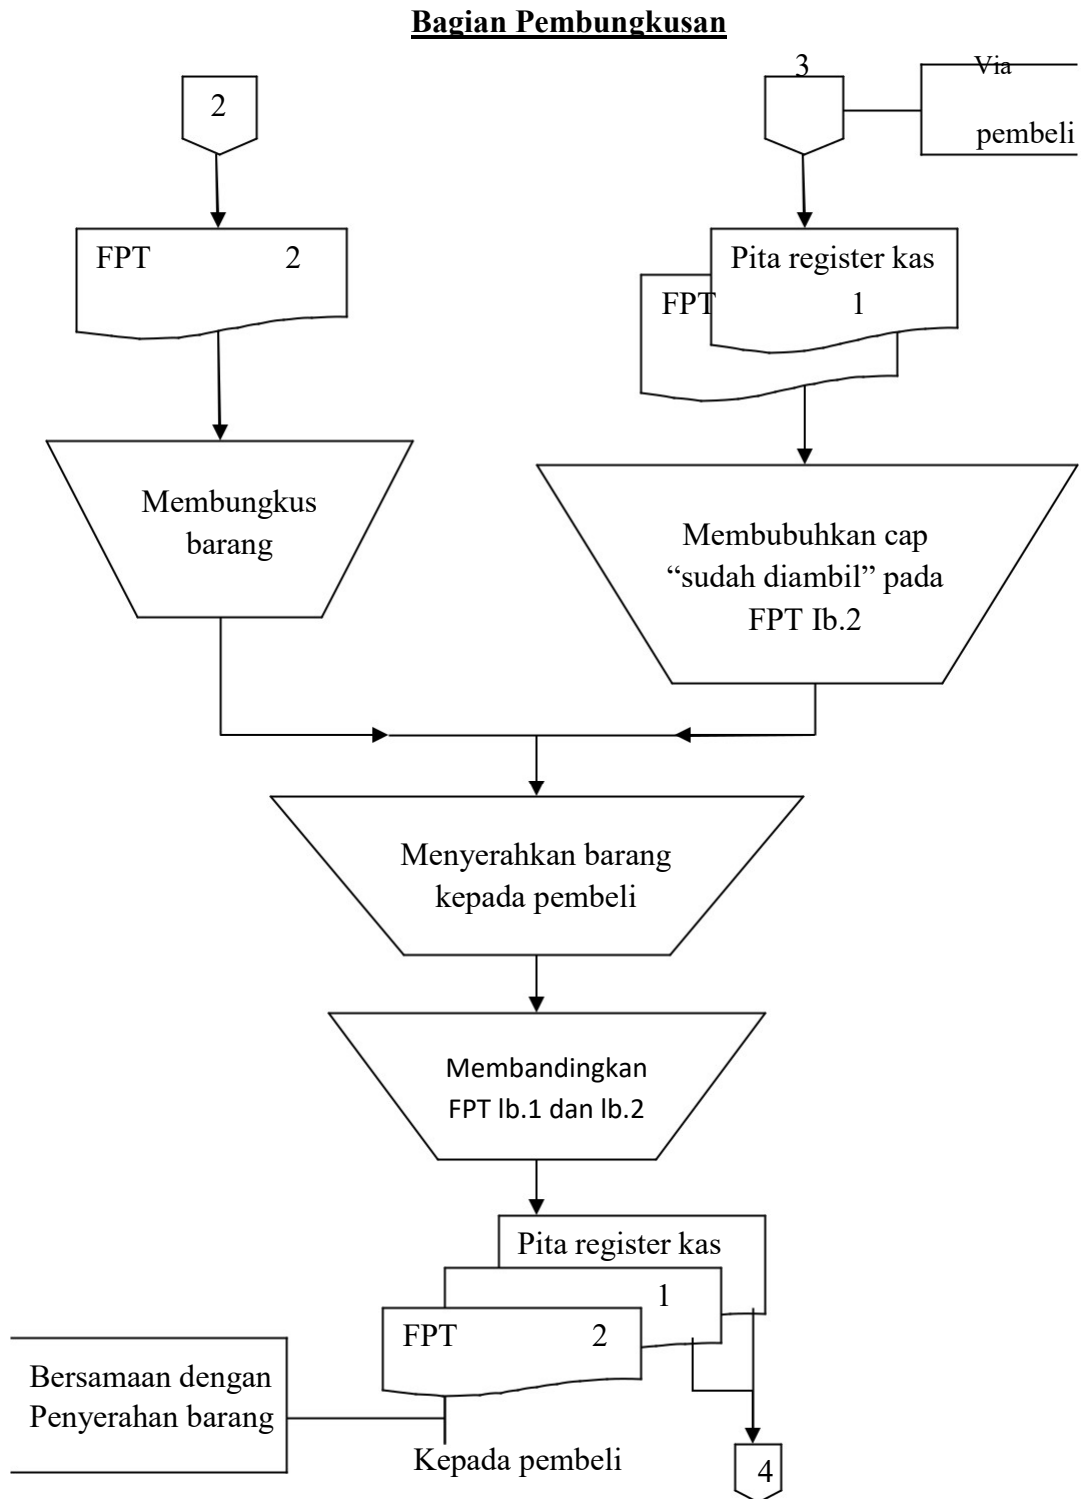 Bagian Pembungkusan
2
3
Via
pembeli
FPT 2
Pita register kas
FPT 1
Membungkus
barang
Membubuhkan cap
“sudah diambil” pada
FPT Ib.2
Menyerahkan barang
kepada pembeli
Membandingkan
FPT lb.1 dan lb.2
Pita register kas
1
FPT 2
Bersamaan dengan
Penyerahan barang
Kepada pembeli
4